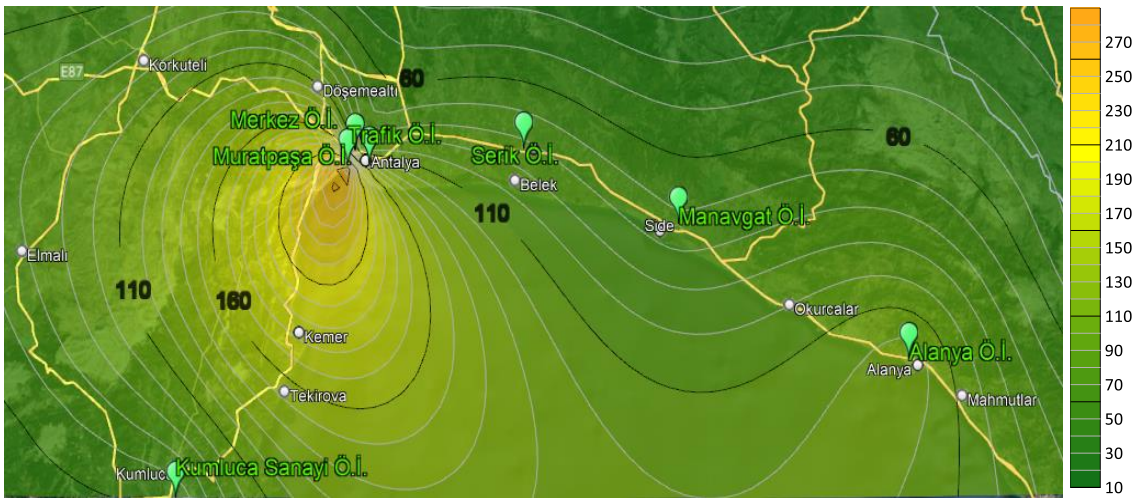 270
Korkuteli
E87
60
Döşemealtı
250
Merkez Ö.İ.
Trafik Ö.İ.
230
60
Muratpaşa Ö.İ.
Antalya
Serik Ö.İ.
210
Belek
190
110
Manavgat Ö.İ.
Side
170
Elmalı
150
110
160
130
Okurcalar
110
Kemer
Alanya Ö.İ.
90
Alanya
70
Tekirova
Mahmutlar
50
30
Kumluca
Kumluca Sanayi Ö.İ.
10